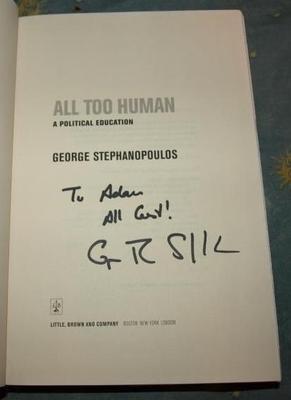 ALL TOO HUMAN
A POLITICAL EDUCATION
GEORGE STEPHANOPOULOS
To Adam
All
LITTLE, BROWN AND COMPANY BOSTON NEW YORK LONDON